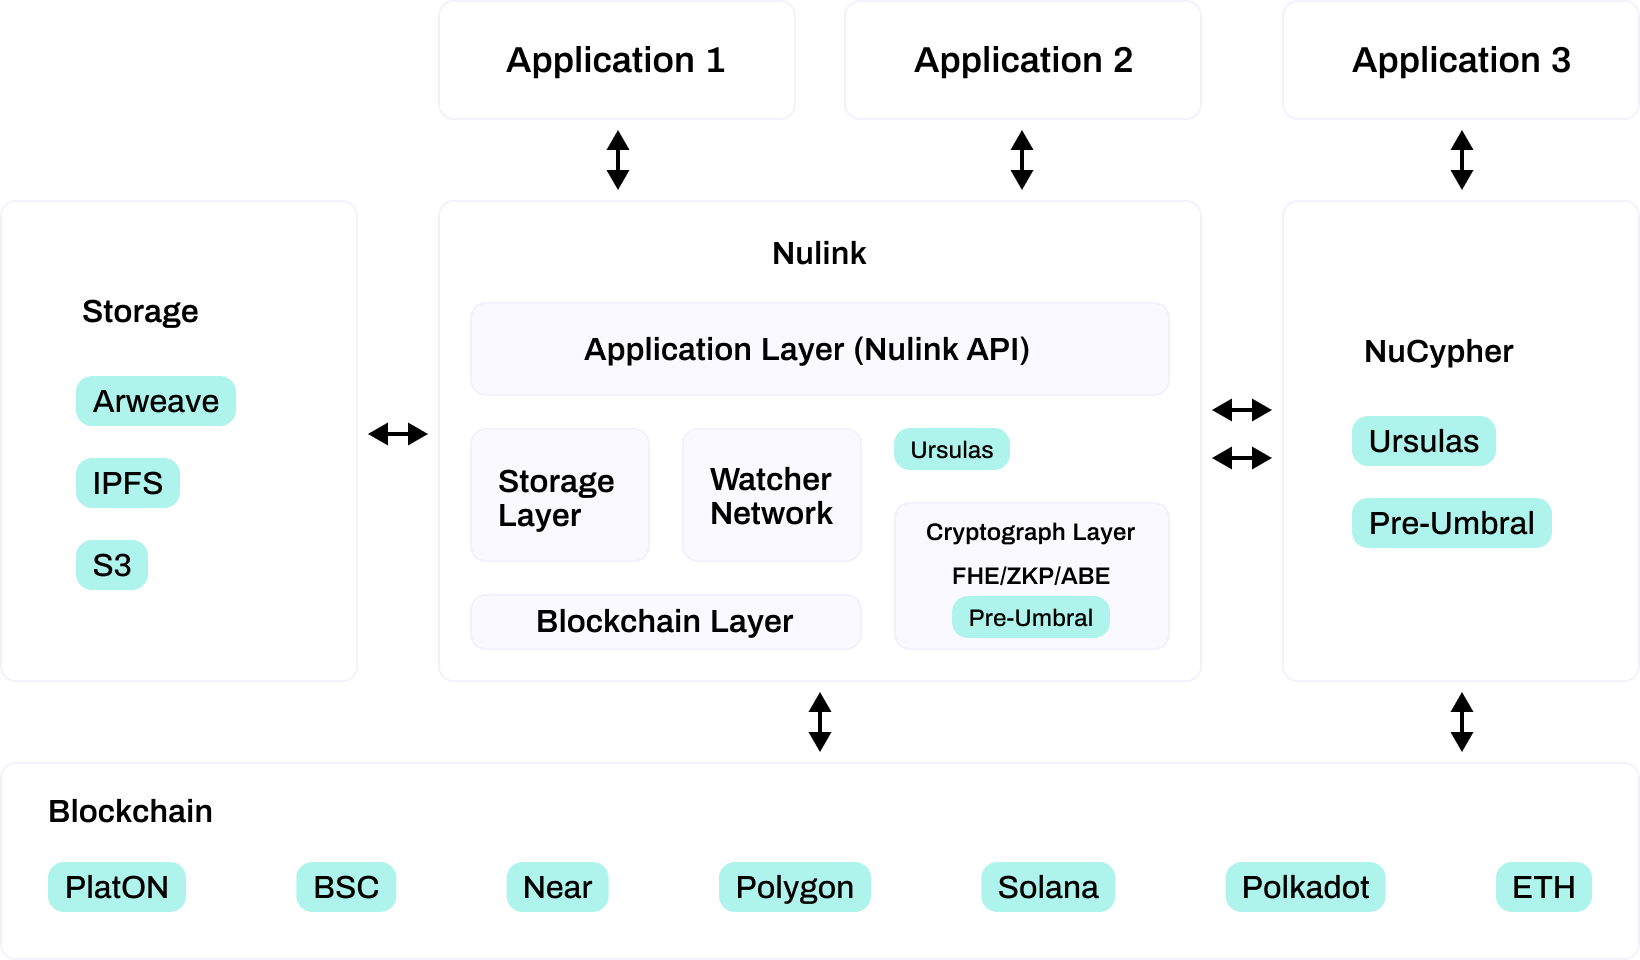 Application 1
Application 2
Application 3
Storage
Arweave
IPFS
S3
Nulink
Application Layer (Nulink API)
Storage
Layer
Watcher
Network
Ursulas
Cryptograph Layer
FHE/ZKP/ABE
Pre-Umbral
Blockchain Layer
NuCypher
Ursulas
Pre-Umbral
Blockchain
PlatON
BSC
Near
Polygon
Solana
Polkadot
ETH